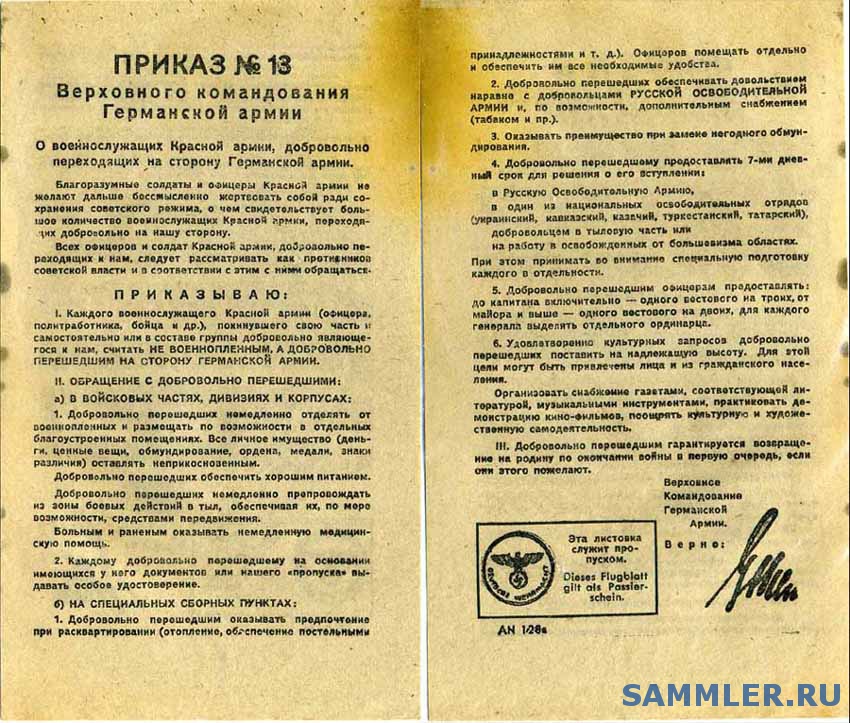 ПРИКАЗ № 13
Верховного командования
Германской армии
О военнослужащих Красной армии, добровольно
переходящих на сторону Германской армии.
Благоразумные солдаты и офицеры Красной армии не
желают дальше бессмысленно жертвовать собой ради со-
хранения советского режима, о чем свидетельствует боль-
шое количество военнослужащих Красной армии, переходя-
щих добровольно на нашу сторону.
Всех офицеров и солдат Красной армии, добровольно пе-
реходящих к нам, следует рассматривать как противников
советской власти и в соответствии с этим с ними обращаться.
ПРИКАЗЫВАЮ:
I. Каждого военнослужащего Красной армии (офицера,
политработника, бойца и др.), покинувшего свою часть и
самостоятельно или в составе группы добровольно являюще-
гося к нам, считать НЕ ВОЕННОПЛЕННЫМ, А ДОБРОВОЛЬНО
ПЕРЕШЕДШИМ НА СТОРОНУ ГЕРМАНСКОЙ АРМИИ.
II. ОБРАЩЕНИЕ С ДОБРОВОЛЬНО ПЕРЕШЕДШИМИ:
а) В ВОЙСКОВЫХ ЧАСТЯХ, ДИВИЗИЯХ И КОРПУСАХ:
1. Добровольно перешедших немедленно отделять от
военнопленных и размещать по возможности в отдельных
благоустроенных помещениях. Все личное имущество (день-
ги, ценные вещи, обмундирование, ордена, медали, знаки
различия) оставлять неприкосновенным.
Добровольно перешедших обеспечить хорошим питанием.
Добровольно перешедших немедленно препровождать
из зоны боевых действий в тыл, обеспечивая их, по мере
возможности, средствами передвижения.
Больным и раненым оказывать немедленную медицин-
скую помощь.
2. Каждому добровольно перешедшему на основании
имеющихся у него документов или нашего «пропуска» вы-
давать особое удостоверение.
б) НА СПЕЦИАЛЬНЫХ СБОРНЫХ ПУНКТАХ:
1. Добровольно перешедшим оказывать предпочтение
при расквартировании (отопление, обеспечение постельными
принадлежностями и т. д.). Офицеров помещать отдельно
и обеспечить им все необходимые удобства.
2. Добровольно перешедших обеспечивать довольствием
наравне с добровольцами РУССКОЙ ОСВОБОДИТЕЛЬНОЙ
АРМИИ и, по возможности, дополнительным снабжением
(табаком и пр.).
3. Оказывать преимущество при замене негодного обмун-
дирования.
4. Добровольно перешедшему предоставлять 7-ми днев-
ный срок для решения о его вступлении:
в Русскую Освободительную Армию,
в один из национальных освободительных отрядов
(украинский, кавказский, казачий, туркестанский, татарский),
добровольцем в тыловую часть или
на работу в освобожденных от большевизма областях.
При этом принимать во внимание специальную подготовку
каждого в отдельности.
5. Добровольно перешедшим офицерам предоставлять:
до капитана включительно — одного вестового на троих, от
майора и выше — одного вестового на двоих, для каждого
генерала выделить отдельного ординарца.
6. Удовлетворение культурных запросов добровольно
перешедших поставить на надлежащую высоту. Для этой
цели могут быть привлечены лица и из гражданского насе-
ления.
Организовать снабжение газетами, соответствующей ли-
тературой, музыкальными инструментами, практиковать де-
монстрацию кино-фильмов, поощрять культурную и художе-
ственную самодеятельность.
III. Добровольно перешедшим гарантируется возвраще-
ние на родину по окончании войны в первую очередь, если
они этого пожелают.
Верховное
Командование
Германской
Армии.
Верно:
Эта листовка
служит про-
пуском.
Dieses Flugblatt
gilt als Passier-
schein.
DEUTSCHE WEHRMACHT
AN 128a
SAMMLER.RU